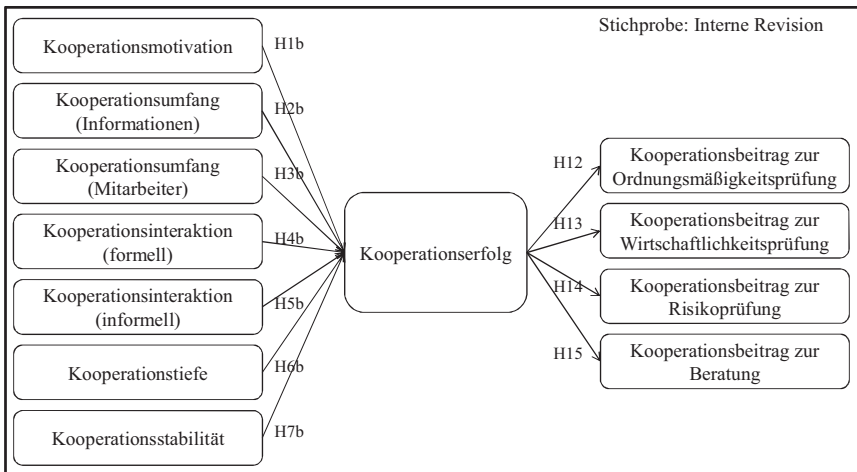 Stichprobe: Interne Revision
Kooperationsmotivation
H1b
Kooperationsumfang
(Informationen)
H2b
Kooperationsumfang
(Mitarbeiter)
H3b
Kooperationsinteraktion
(formell)
H4b
Kooperationsinteraktion
(informell)
H5b
Kooperationstiefe
H6b
Kooperationsstabilität
H7b
Kooperationserfolg
H12
Kooperationsbeitrag zur
Ordnungsmäßigkeitsprüfung
H13
Kooperationsbeitrag zur
Wirtschaftlichkeitsprüfung
H14
Kooperationsbeitrag zur
Risikoprüfung
H15
Kooperationsbeitrag zur
Beratung